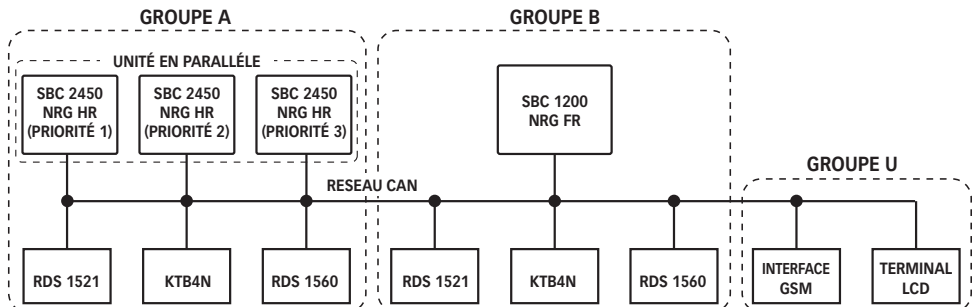 GROUPE A
GROUPE B
UNITÉ EN PARALLÉLE
SBC 2450
NRG HR
(PRIORITÉ 1)
SBC 2450
NRG HR
(PRIORITÉ 2)
SBC 2450
NRG HR
(PRIORITÉ 3)
SBC 1200
NRG FR
GROUPE U
RESEAU CAN
RDS 1521
KTB4N
RDS 1560
RDS 1521
KTB4N
RDS 1560
INTERFACE
GSM
TERMINAL
LCD